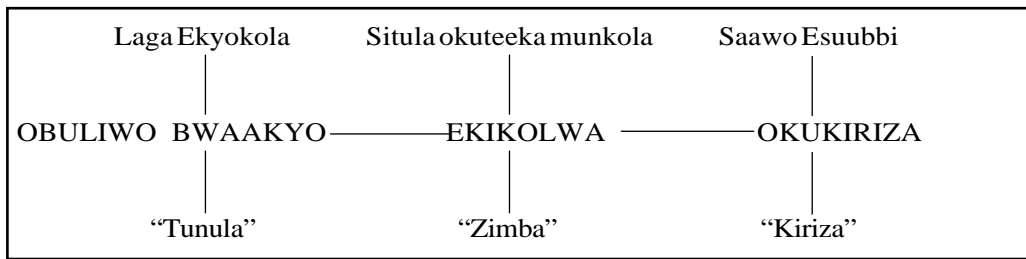 Laga Ekyokola Situla okuteeka munkola Saawo Esuubbi
OBULIWO BWAAKYO EKIKOLWA OKUKIRIZA
“Tunula” “Zimba” “Kiriza”